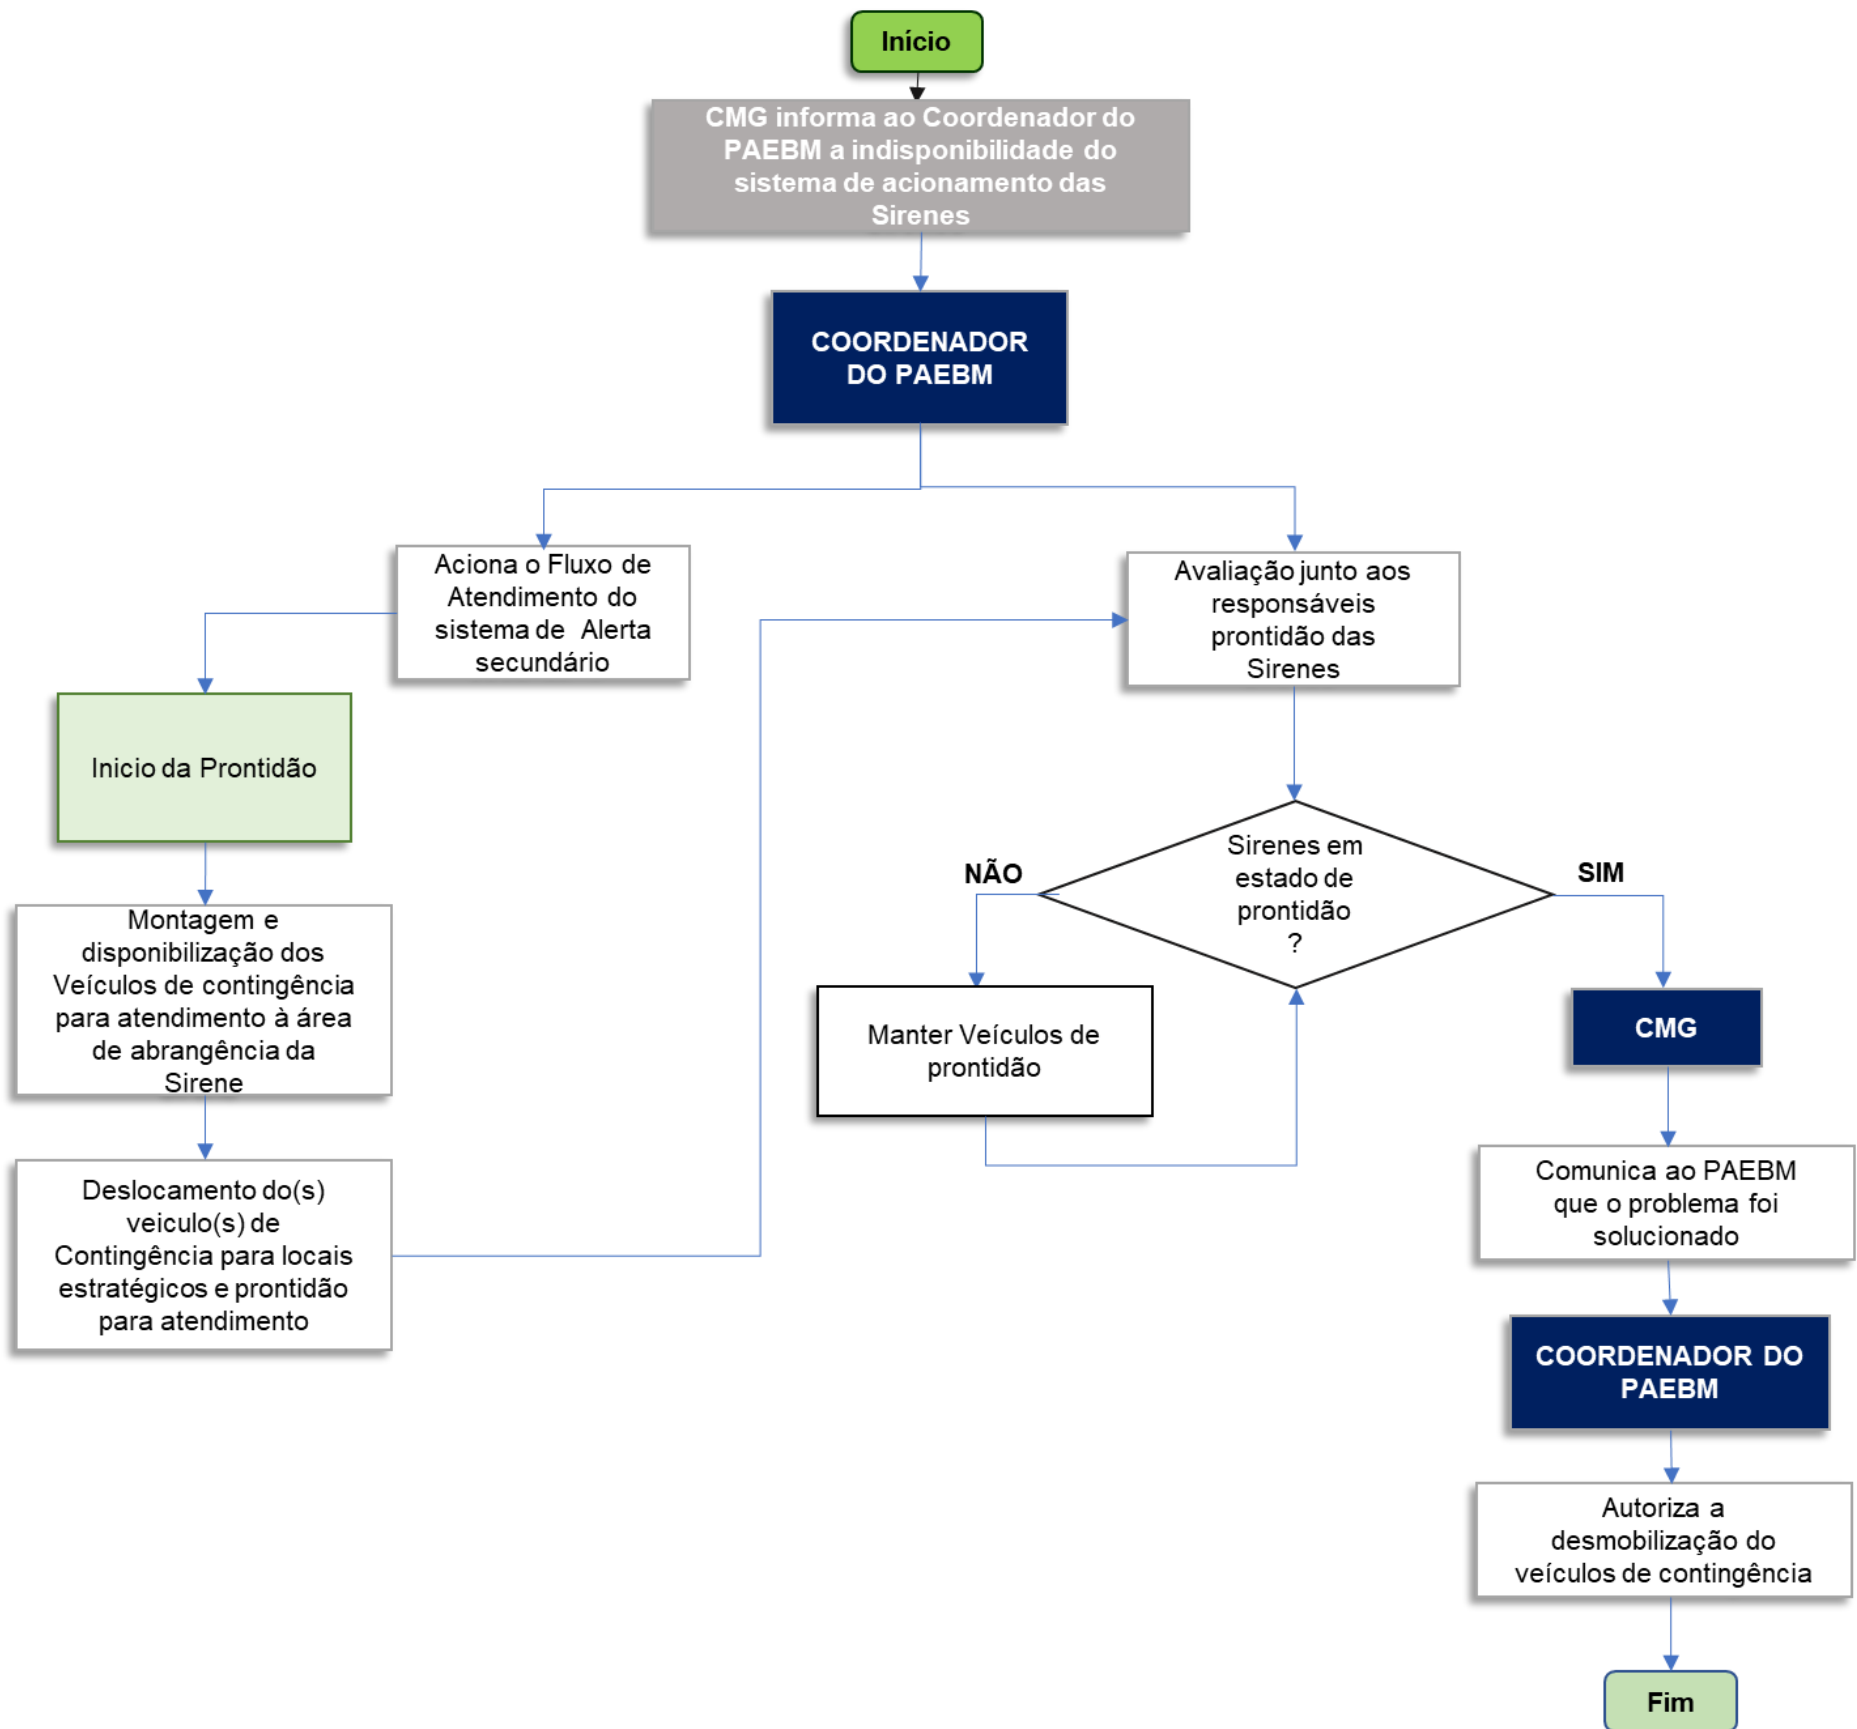 Início
CMG informa ao Coordenador do
PAEBM a indisponibilidade do
sistema de acionamento das
Sirenes
COORDENADOR
DO PAEBM
Aciona o Fluxo de
Atendimento do
sistema de Alerta
secundário
Avaliação junto aos
responsáveis
prontidão das
Sirenes
Inicio da Prontidão
Montagem e
disponibilização dos
Veículos de contingência
para atendimento à área
de abrangência da
Sirene
Deslocamento do(s)
veiculo(s) de
Contingência para locais
estratégicos e prontidão
para atendimento
Sirenes em
estado de
prontidão
?
NÃO
SIM
Manter Veículos de
prontidão
CMG
Comunica ao PAEBM
que o problema foi
solucionado
COORDENADOR DO
PAEBM
Autoriza a
desmobilização do
veículos de contingência
Fim